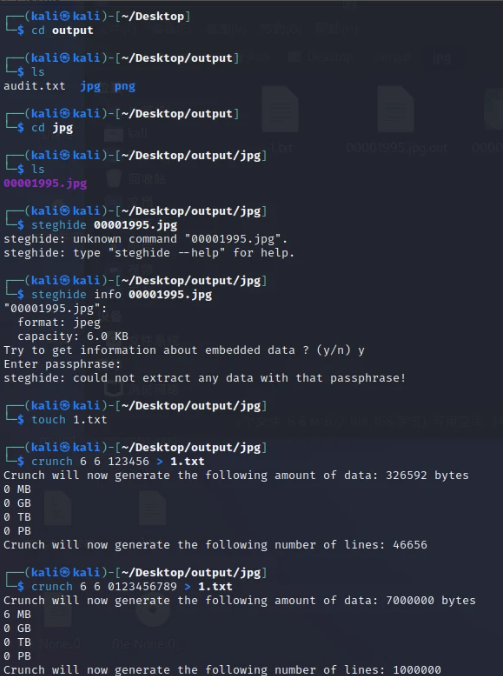 ┌──(kali㉿kali)-[~/Desktop]
└─$ cd output
┌──(kali㉿kali)-[~/Desktop/output]
└─$ ls
audit.txt  jpg  png
┌──(kali㉿kali)-[~/Desktop/output]
└─$ cd jpg
┌──(kali㉿kali)-[~/Desktop/output/jpg]
└─$ ls
00001995.jpg
┌──(kali㉿kali)-[~/Desktop/output/jpg]
└─$ steghide 00001995.jpg
steghide: unknown command "00001995.jpg".
steghide: type "steghide --help" for help.
┌──(kali㉿kali)-[~/Desktop/output/jpg]
└─$ steghide info 00001995.jpg
"00001995.jpg":
  format: jpeg
  capacity: 6.0 KB
Try to get information about embedded data ? (y/n) y
Enter passphrase:
steghide: could not extract any data with that passphrase!
┌──(kali㉿kali)-[~/Desktop/output/jpg]
└─$ touch 1.txt
┌──(kali㉿kali)-[~/Desktop/output/jpg]
└─$ crunch 6 6 123456 > 1.txt
Crunch will now generate the following amount of data: 326592 bytes
0 MB
0 GB
0 TB
0 PB
Crunch will now generate the following number of lines: 46656
┌──(kali㉿kali)-[~/Desktop/output/jpg]
└─$ crunch 6 6 0123456789 > 1.txt
Crunch will now generate the following amount of data: 7000000 bytes
6 MB
0 GB
0 TB
0 PB
Crunch will now generate the following number of lines: 1000000